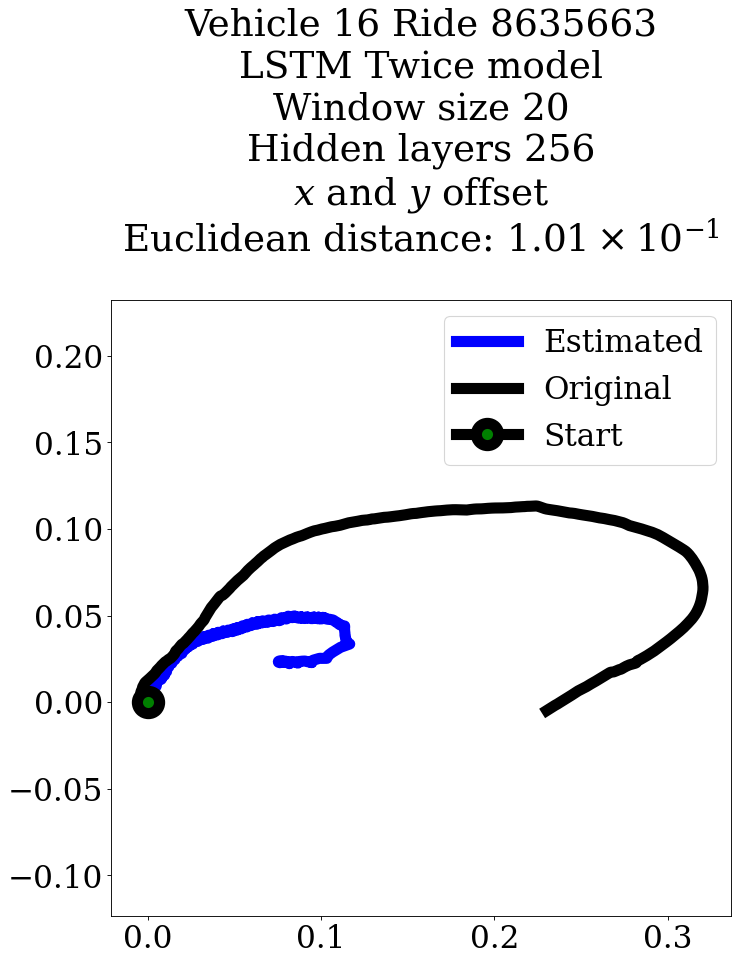 Vehicle 16 Ride 8635663
LSTM Twice model
Window size 20
Hidden layers 256
x and y offset
Euclidean distance: 1.01 × 10⁻¹
Estimated
Original
Start
0.20
0.15
0.10
0.05
0.00
−0.05
−0.10
0.0 0.1 0.2 0.3